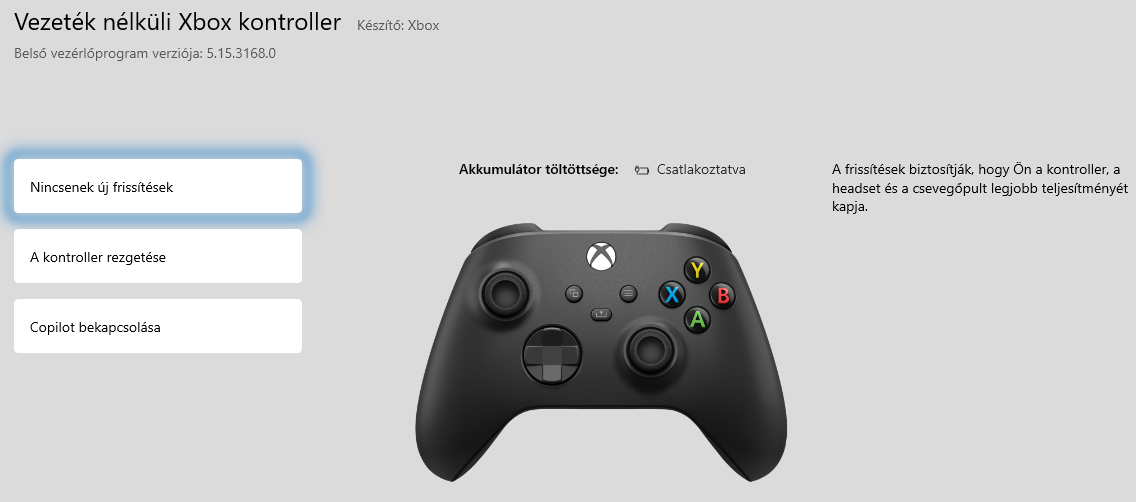 Vezeték nélküli Xbox kontroller Készítő: Xbox
Belső vezérlőprogram verziója: 5.15.3168.0
Nincsenek új frissítések
A kontroller rezgetése
Copilot bekapcsolása
Akkumulátor töltöttsége: Csatlakoztatva
Y
X
B
A
A frissítések biztosítják, hogy Ön a kontroller, a
headset és a csevegőpult legjobb teljesítményét
kapja.